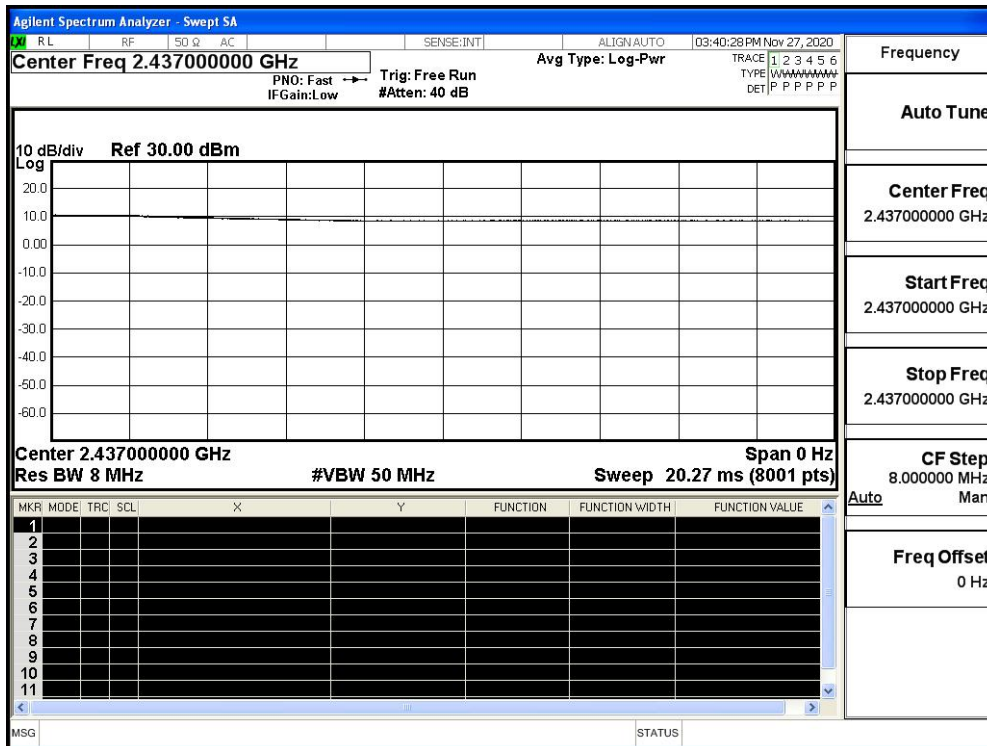 Agilent Spectrum Analyzer - Swept SA
LXI RL RF 50 Ω AC SENSE:INT ALIGNAUTO 03:40:28 PM Nov 27, 2020
Center Freq 2.437000000 GHz
PNO: Fast
IFGain:Low
Trig: Free Run
#Atten: 40 dB
Avg Type: Log-Pwr
TRACE 1 2 3 4 5 6
TYPE WWWWWW
DET P P P P P P
10 dB/div Ref 30.00 dBm
Log
20.0
10.0
0.00
-10.0
-20.0
-30.0
-40.0
-50.0
-60.0
Center 2.437000000 GHz Span 0 Hz
Res BW 8 MHz #VBW 50 MHz Sweep 20.27 ms (8001 pts)
MKR MODE TRC SCL X Y FUNCTION FUNCTION WIDTH FUNCTION VALUE
1
2
3
4
5
6
7
8
9
10
11
MSG STATUS
Frequency
Auto Tune
Center Freq
2.437000000 GHz
Start Freq
2.437000000 GHz
Stop Freq
2.437000000 GHz
CF Step
8.000000 MHz
Auto Man
Freq Offset
0 Hz